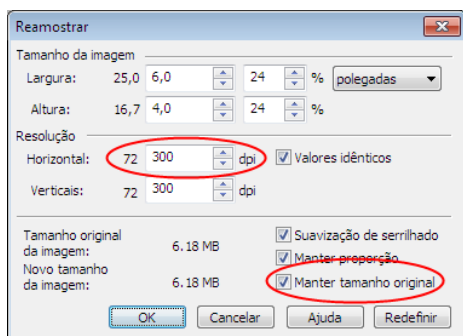 Reamostrar
Tamanho da imagem
Largura: 25,0 6,0 24 % polegadas
Altura: 16,7 4,0 24 %
Resolução
Horizontal: 72 300 dpi Valores idênticos
Verticais: 72 300 dpi
Tamanho original da imagem: 6.18 MB
Suavização de serrilhado
Manter proporção
Novo tamanho da imagem: 6.18 MB
Manter tamanho original
OK Cancelar Ajuda Redefinir